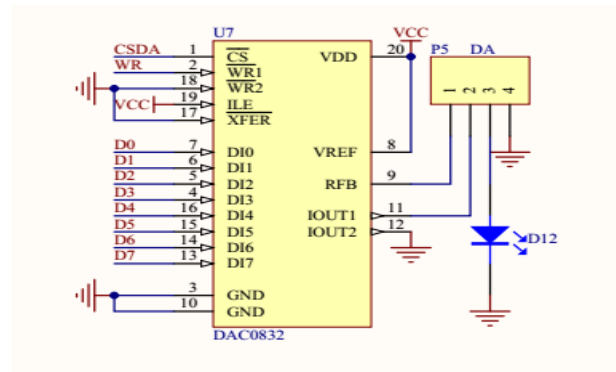 U7
VCC
CSDA 1 CS VDD 20 P5 DA
WR 2 WR1
18 WR2
VCC 19 ILE
17 XFER
1 2 3 4
D0 7 DI0 VREF 8
D1 6 DI1
D2 5 DI2 RFB 9
D3 4 DI3
D4 16 DI4 IOUT1 11
D5 15 DI5 IOUT2 12
D6 14 DI6
D7 13 DI7
D12
3 GND
10 GND
DAC0832